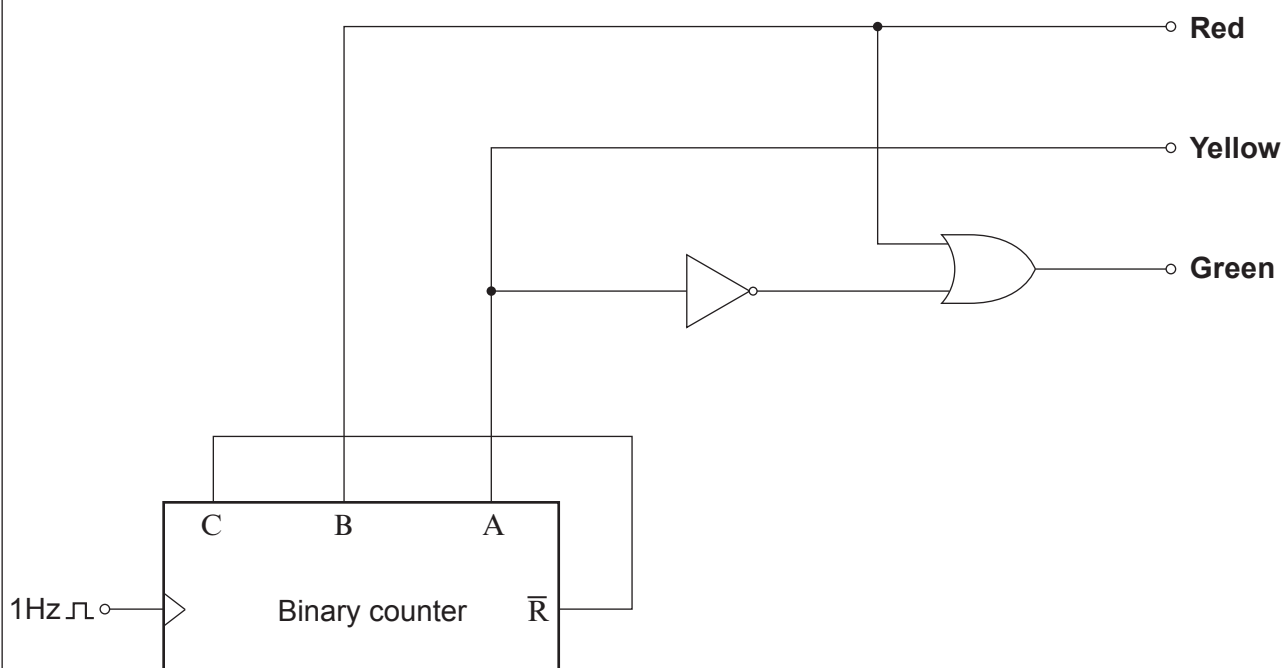 Red
Yellow
Green
C B A
1Hz
Binary counter
R̅